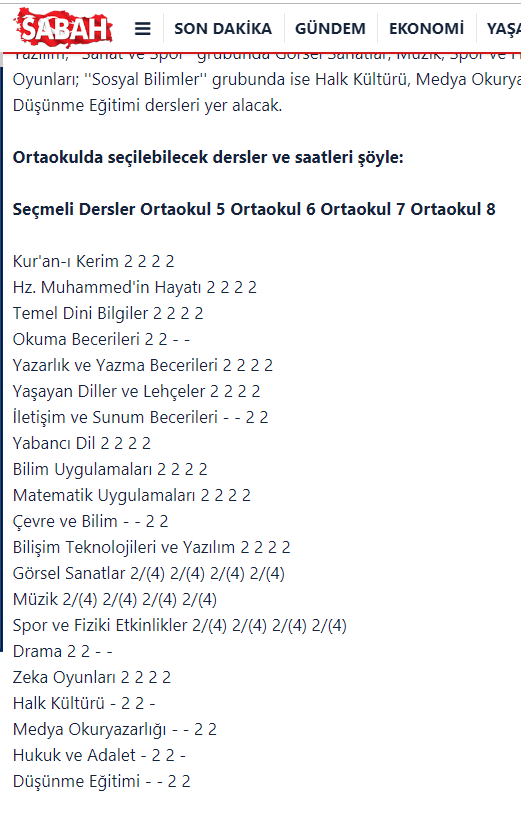 SABAH
SON DAKİKA GÜNDEM EKONOMİ
Oyunları; "Sosyal Bilimler" grubunda ise Halk Kültürü, Medya
Düşünme Eğitimi dersleri yer alacak.
Ortaokulda seçilebilecek dersler ve saatleri şöyle:
Seçmeli Dersler Ortaokul 5 Ortaokul 6 Ortaokul 7 Ortaokul 8
Kur'an-ı Kerim 2 2 2 2
Hz. Muhammed'in Hayatı 2 2 2 2
Temel Dini Bilgiler 2 2 2 2
Okuma Becerileri 2 2 - -
Yazarlık ve Yazma Becerileri 2 2 2 2
Yaşayan Diller ve Lehçeler 2 2 2 2
İletişim ve Sunum Becerileri - - 2 2
Yabancı Dil 2 2 2 2
Bilim Uygulamaları 2 2 2 2
Matematik Uygulamaları 2 2 2 2
Çevre ve Bilim - - 2 2
Bilişim Teknolojileri ve Yazılım 2 2 2 2
Görsel Sanatlar 2/(4) 2/(4) 2/(4) 2/(4)
Müzik 2/(4) 2/(4) 2/(4) 2/(4)
Spor ve Fiziki Etkinlikler 2/(4) 2/(4) 2/(4) 2/(4)
Drama 2 2 - -
Zeka Oyunları 2 2 2 2
Halk Kültürü - 2 2 -
Medya Okuryazarlığı - - 2 2
Hukuk ve Adalet - 2 2 -
Düşünme Eğitimi - - 2 2